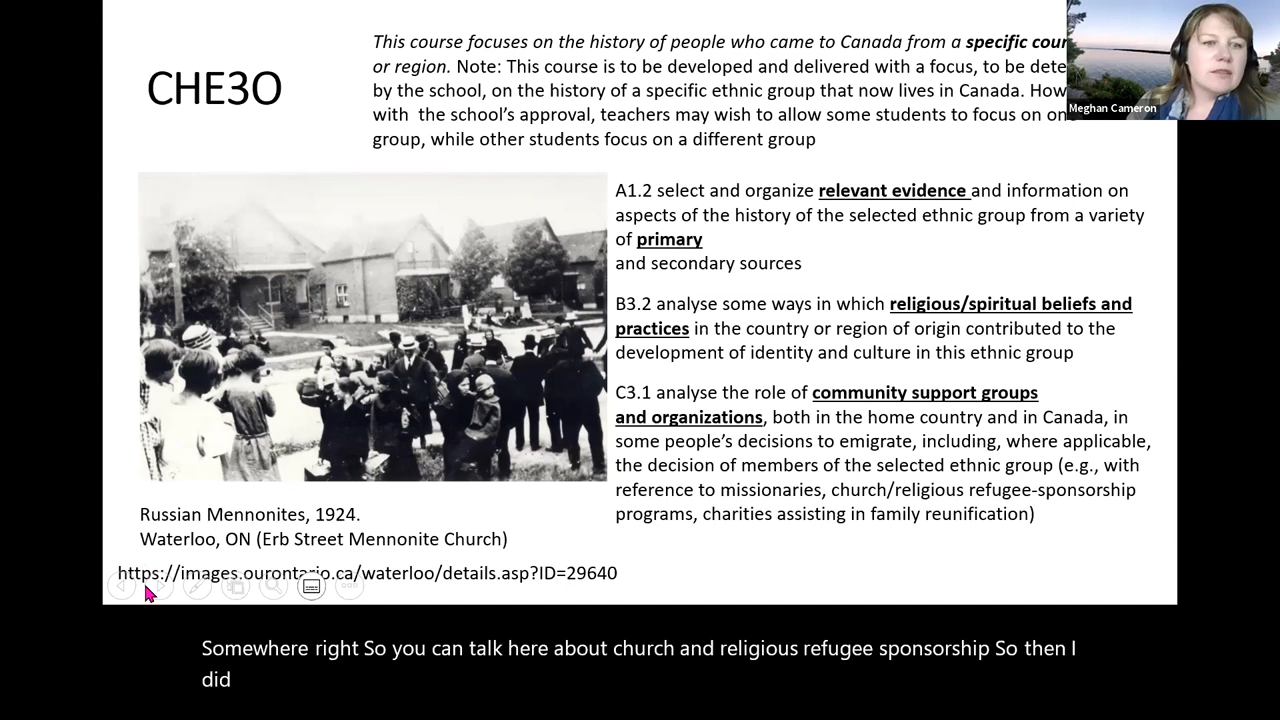 CHE3O
This course focuses on the history of people who came to Canada from a specific
or region. Note: This course is to be developed and delivered with a focus, to be
by the school, on the history of a specific ethnic group that now lives in Canada.
with the school’s approval, teachers may wish to allow some students to focus on
group, while other students focus on a different group
Meghan Cameron
A1.2 select and organize relevant evidence and information on
aspects of the history of the selected ethnic group from a variety
of primary
and secondary sources
B3.2 analyse some ways in which religious/spiritual beliefs and
practices in the country or region of origin contributed to the
development of identity and culture in this ethnic group
C3.1 analyse the role of community support groups
and organizations, both in the home country and in Canada, in
some people’s decisions to emigrate, including, where applicable,
the decision of members of the selected ethnic group (e.g., with
reference to missionaries, church/religious refugee-sponsorship
programs, charities assisting in family reunification)
Russian Mennonites, 1924.
Waterloo, ON (Erb Street Mennonite Church)
https://images.ourontario.ca/waterloo/details.asp?ID=29640
Somewhere right So you can talk here about church and religious refugee sponsorship So then I
did